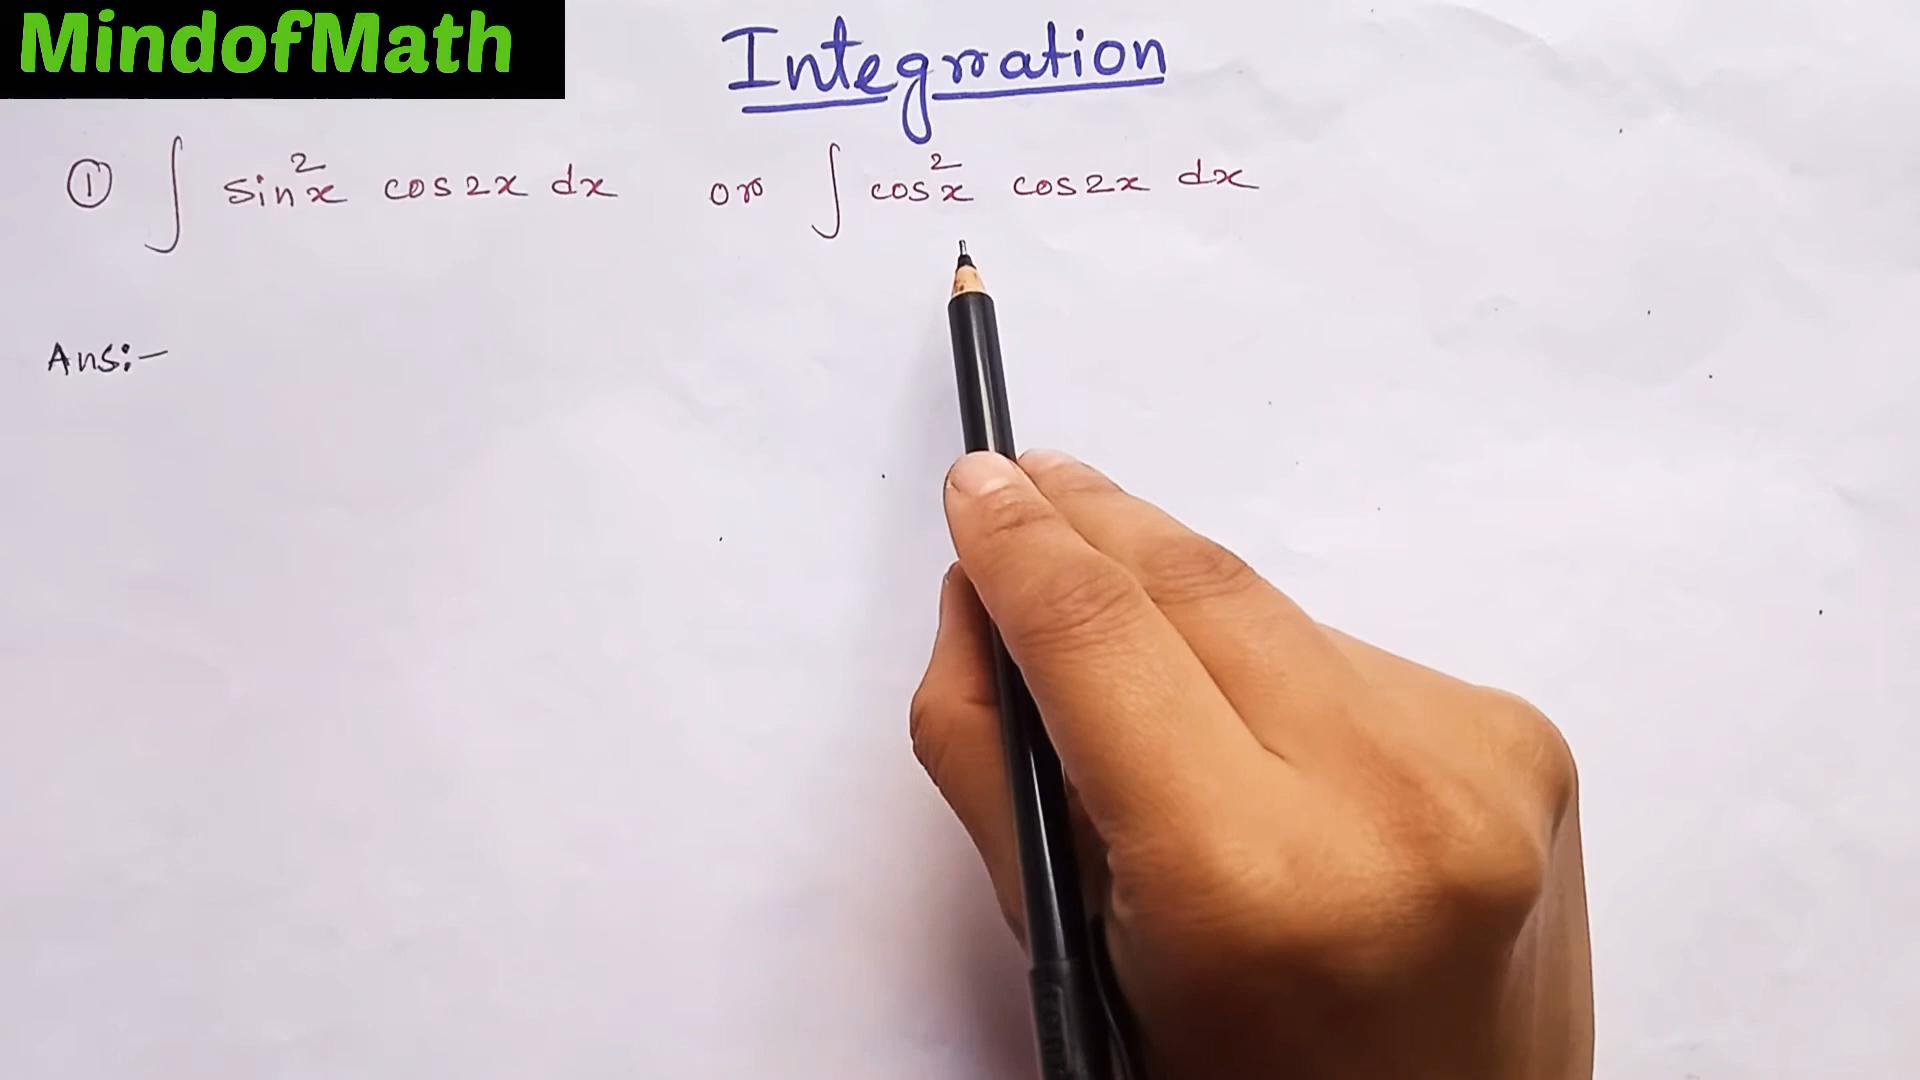 MindofMath
Integration
① ∫ sin²x cos2x dx or ∫ cos²x cos2x dx
Ans:-